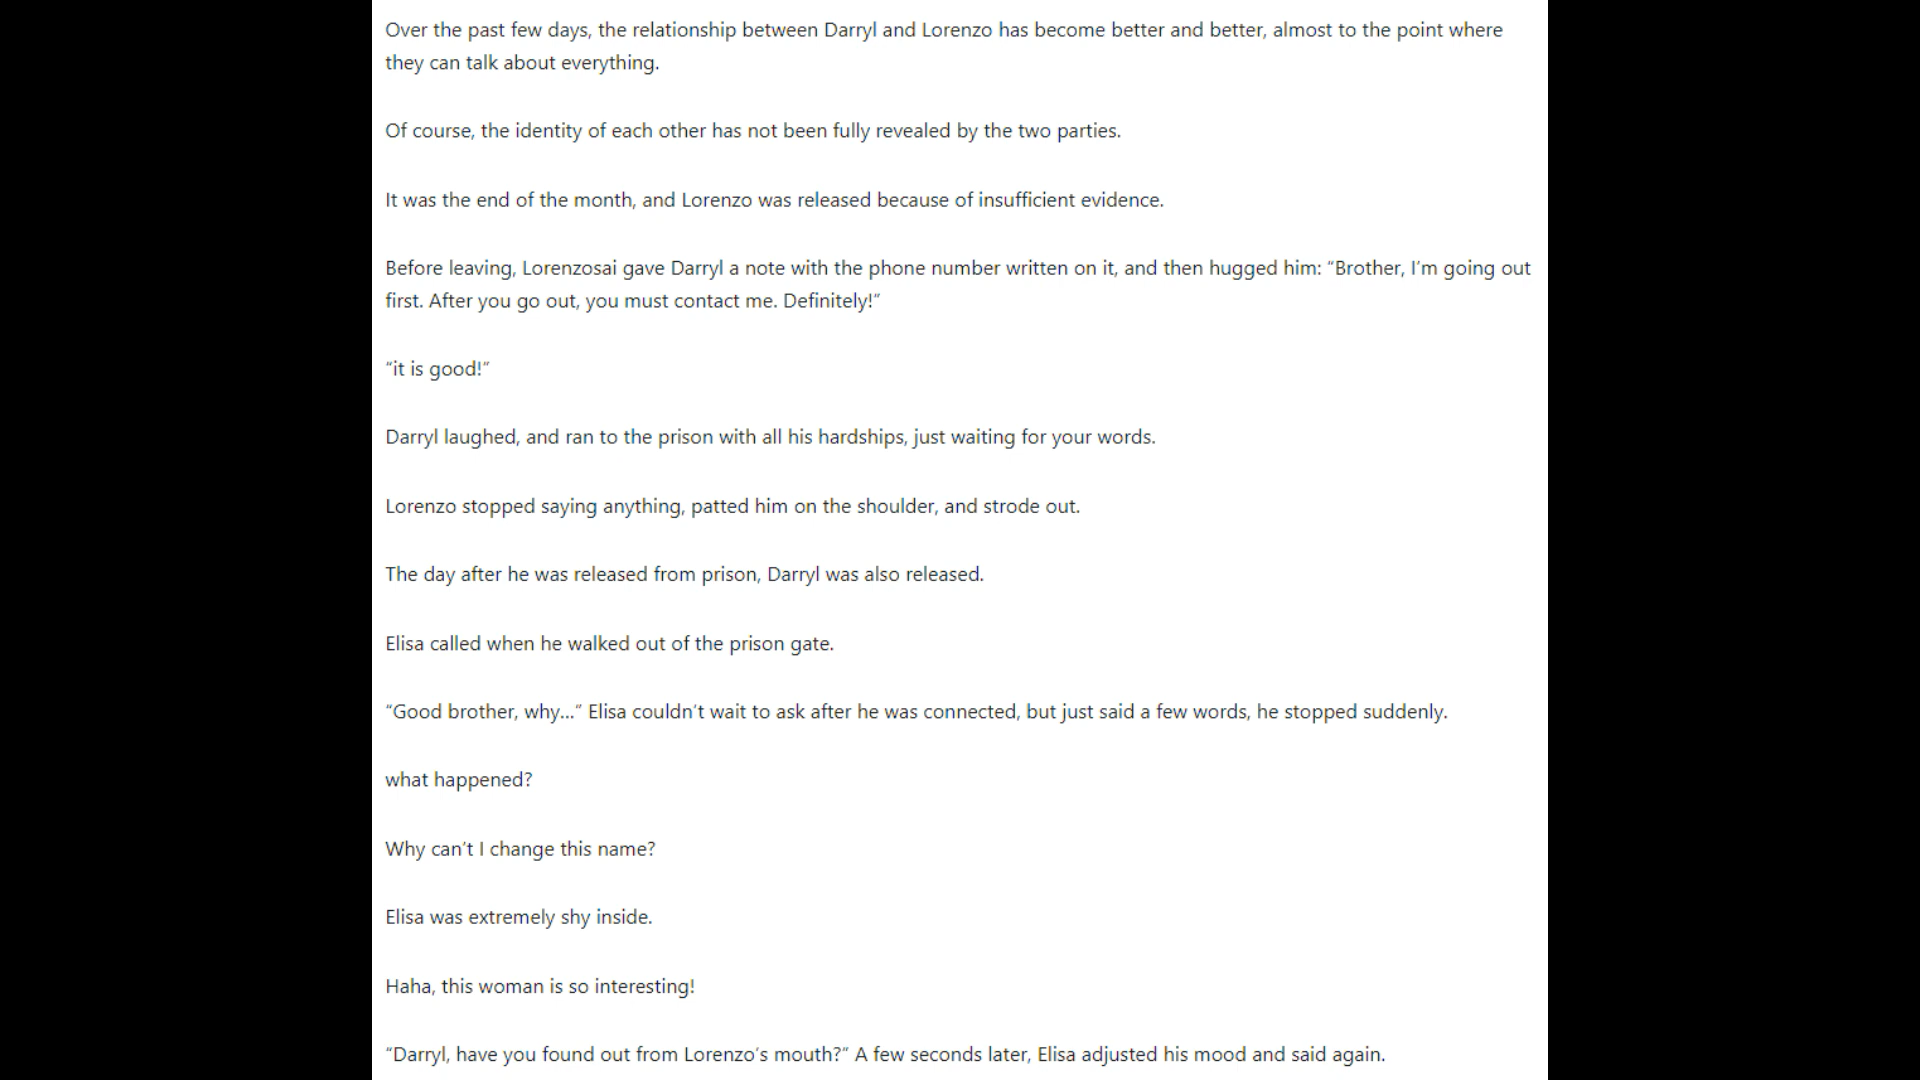 Over the past few days, the relationship between Darryl and Lorenzo has become better and better, almost to the point where
they can talk about everything.
Of course, the identity of each other has not been fully revealed by the two parties.
It was the end of the month, and Lorenzo was released because of insufficient evidence.
Before leaving, Lorenzosai gave Darryl a note with the phone number written on it, and then hugged him: “Brother, I’m going out
first. After you go out, you must contact me. Definitely!”
“it is good!”
Darryl laughed, and ran to the prison with all his hardships, just waiting for your words.
Lorenzo stopped saying anything, patted him on the shoulder, and strode out.
The day after he was released from prison, Darryl was also released.
Elisa called when he walked out of the prison gate.
“Good brother, why…” Elisa couldn’t wait to ask after he was connected, but just said a few words, he stopped suddenly.
what happened?
Why can’t I change this name?
Elisa was extremely shy inside.
Haha, this woman is so interesting!
“Darryl, have you found out from Lorenzo’s mouth?” A few seconds later, Elisa adjusted his mood and said again.